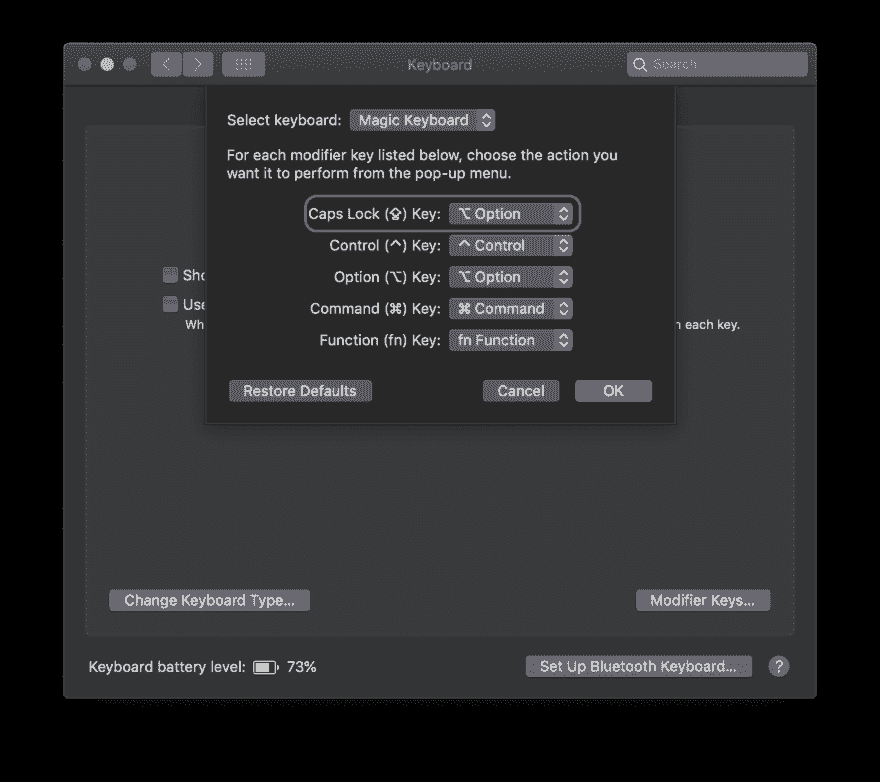 Keyboard
Search
Select keyboard: Magic Keyboard
For each modifier key listed below, choose the action you
want it to perform from the pop-up menu.
Caps Lock (⇪) Key: ⌥ Option
Control (^) Key: ^ Control
Option (⌥) Key: ⌥ Option
Command (⌘) Key: ⌘ Command
Function (fn) Key: fn Function
Sho
Use
Wh
each key.
Restore Defaults Cancel OK
Change Keyboard Type... Modifier Keys...
Keyboard battery level: 73% Set Up Bluetooth Keyboard... ?